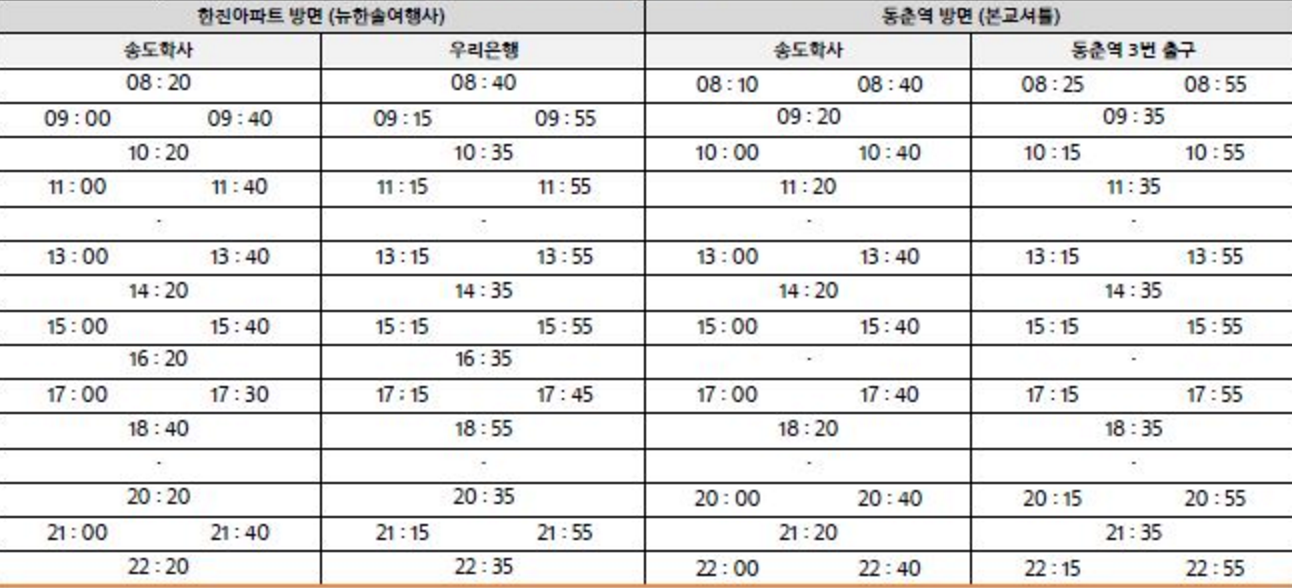 한진아파트 방면 (뉴한솔여행사) 동춘역 방면 (본교셔틀)
송도학사 우리은행 송도학사 동춘역 3번 출구
08:20 08:40 08:10 08:40 08:25 08:55
09:00 09:40 09:15 09:55 09:20 09:35
10:20 10:35 10:00 10:40 10:15 10:55
11:00 11:40 11:15 11:55 11:20 11:35
- - - -
13:00 13:40 13:15 13:55 13:00 13:40 13:15 13:55
14:20 14:35 14:20 14:35
15:00 15:40 15:15 15:55 15:00 15:40 15:15 15:55
16:20 16:35 - -
17:00 17:30 17:15 17:45 17:00 17:40 17:15 17:55
18:40 18:55 18:20 18:35
- - - -
20:20 20:35 20:00 20:40 20:15 20:55
21:00 21:40 21:15 21:55 21:20 21:35
22:20 22:35 22:00 22:40 22:15 22:55